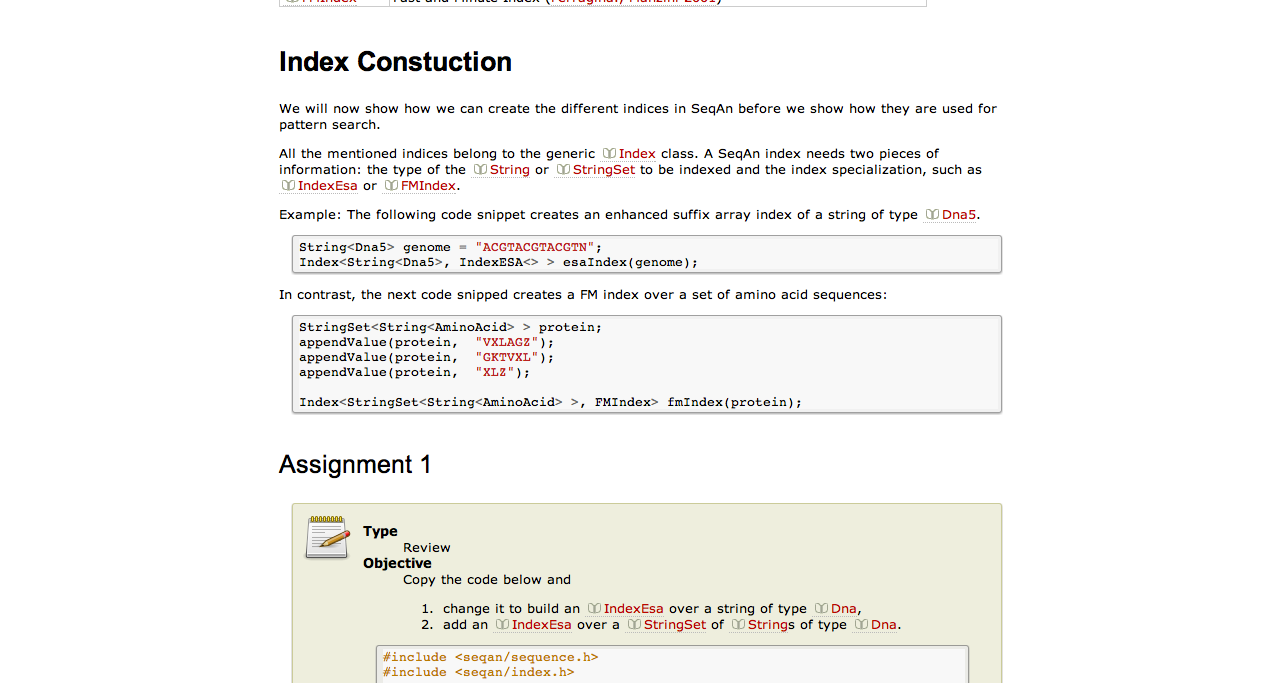 FMIndex Fast and Minute Index (Ferragina, Manzini 2001)
Index Constuction
We will now show how we can create the different indices in SeqAn before we show how they are used for
pattern search.
All the mentioned indices belong to the generic Index class. A SeqAn index needs two pieces of
information: the type of the String or StringSet to be indexed and the index specialization, such as
IndexEsa or FMIndex.
Example: The following code snippet creates an enhanced suffix array index of a string of type Dna5.
String<Dna5> genome = "ACGTACGTACGTN";
Index<String<Dna5>, IndexESA<> > esaIndex(genome);
In contrast, the next code snipped creates a FM index over a set of amino acid sequences:
StringSet<String<AminoAcid> > protein;
appendValue(protein,  "VXLAGZ");
appendValue(protein,  "GKTVXL");
appendValue(protein,  "XLZ");
Index<StringSet<String<AminoAcid> >, FMIndex> fmIndex(protein);
Assignment 1
Type
Review
Objective
Copy the code below and
1. change it to build an IndexEsa over a string of type Dna,
2. add an IndexEsa over a StringSet of Strings of type Dna.
#include <seqan/sequence.h>
#include <seqan/index.h>